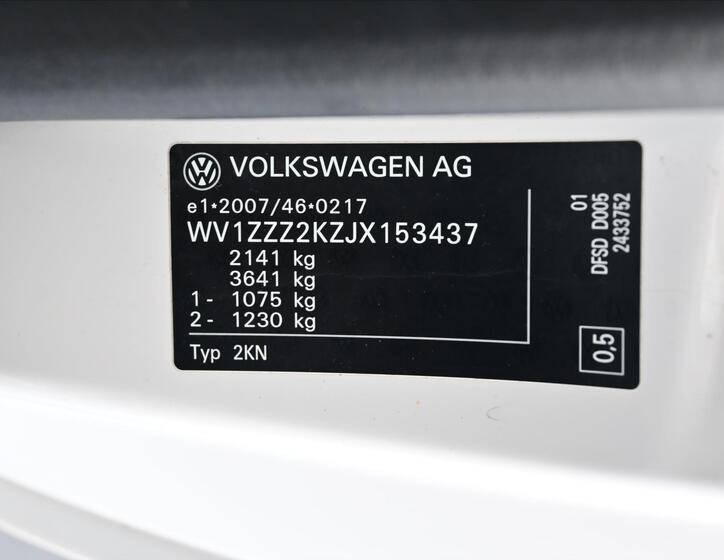 VOLKSWAGEN AG
e1*2007/46*0217
WV1ZZZ2KZJX153437
2141 kg
3641 kg
1- 1075 kg
2- 1230 kg
Typ 2KN
01
DFSD D005
2433752
0,5